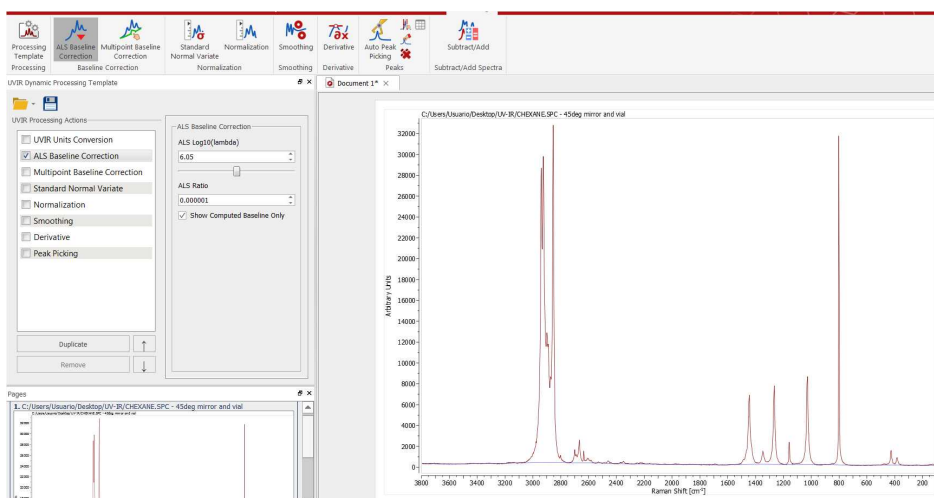 Processing Template
ALS Baseline Correction
Multipoint Baseline Correction
Standard Normal Variate
Normalization
Smoothing
Derivative
Auto Peak Picking
Subtract/Add
Processing
Baseline Correction
Normalization
Smoothing
Derivative
Peaks
Subtract/Add Spectra
UVIR Dynamic Processing Template
Document 1*
UVIR Processing Actions
UVIR Units Conversion
ALS Baseline Correction
Multipoint Baseline Correction
Standard Normal Variate
Normalization
Smoothing
Derivative
Peak Picking
Duplicate
Remove
ALS Baseline Correction
ALS Log10(lambda)
6.05
ALS Ratio
0.000001
Show Computed Baseline Only
Pages
1. C:/Users/Usuario/Desktop/UV-IR/CHEXANE.SPC - 45deg mirror and vial
C:/Users/Usuario/Desktop/UV-IR/CHEXANE.SPC - 45deg mirror and vial
32000
30000
28000
26000
24000
22000
20000
18000
16000
14000
12000
10000
8000
6000
4000
2000
0
Arbitrary Units
3800 3600 3400 3200 3000 2800 2600 2400 2200 2000 1800 1600 1400 1200 1000 800 600 400 200
Raman Shift [cm-1]